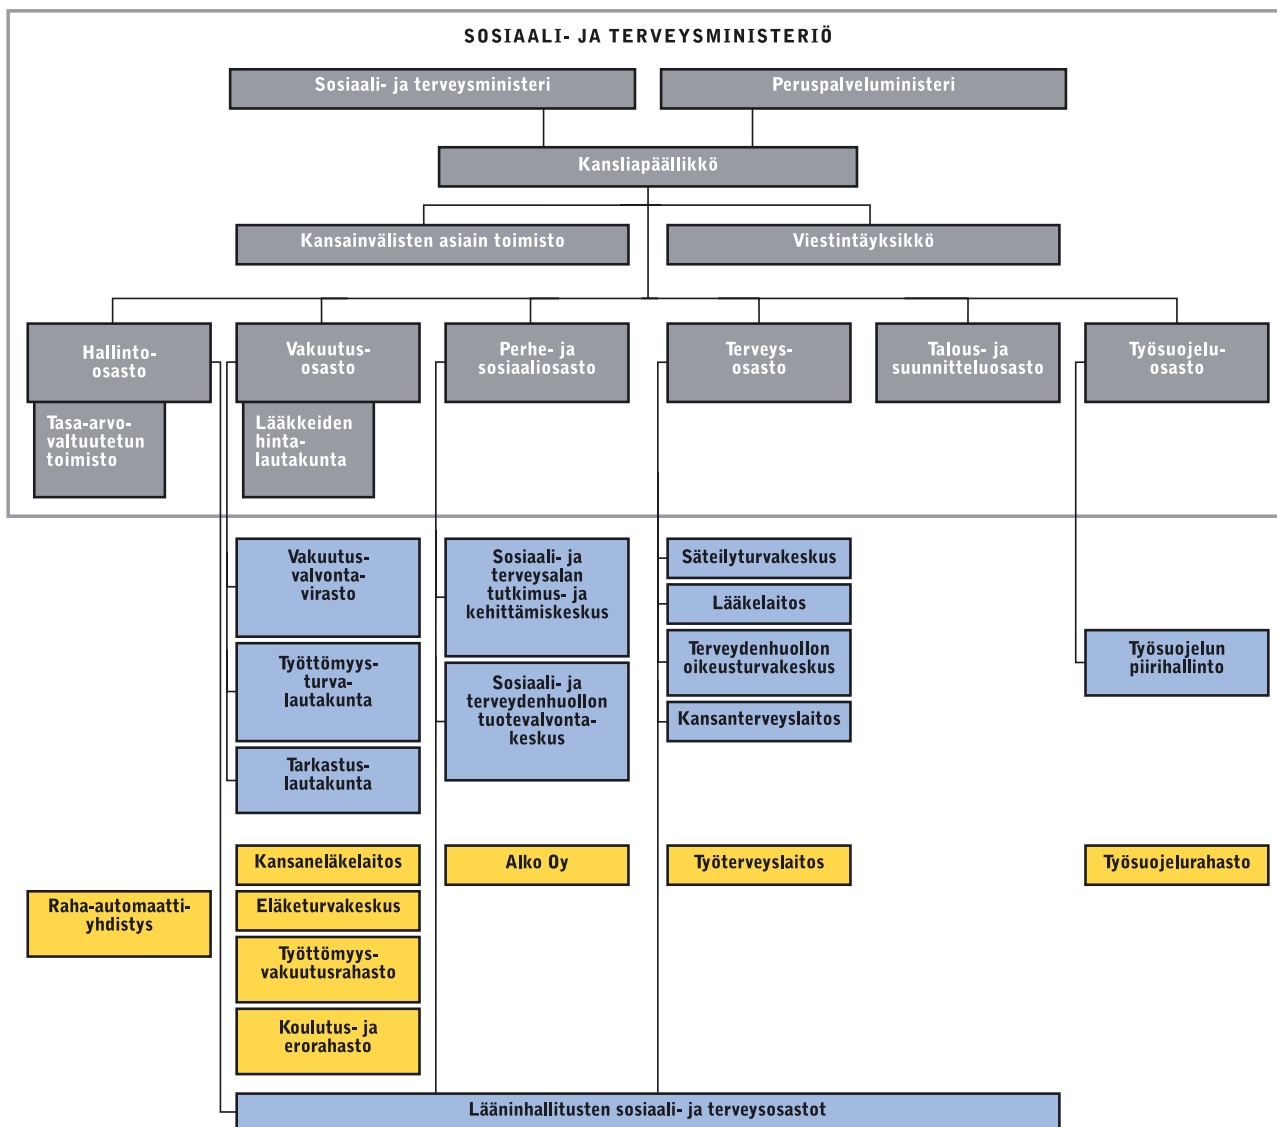 SOSIAALI- JA TERVEYSMINISTERIÖ
Sosiaali- ja terveysministeri
Peruspalveluministeri
Kansliapäällikkö
Kansainvälisten asiain toimisto
Viestintäyksikkö
Hallinto-
osasto
Vakuutus-
osasto
Perhe- ja
sosiaaliosasto
Terveys-
osasto
Talous- ja
suunnitteluosasto
Työsuojelu-
osasto
Tasa-arvo-
valtuutetun
toimisto
Lääkkeiden
hinta-
lautakunta
Vakuutus-
valvonta-
virasto
Työttömyys-
turva-
lautakunta
Tarkastus-
lautakunta
Sosiaali- ja
terveysalan
tutkimus- ja
kehittämiskeskus
Sosiaali- ja
terveydenhuollon
tuotevalvonta-
keskus
Säteilyturvakeskus
Lääkelaitos
Terveydenhuollon
oikeusturvakeskus
Kansanterveyslaitos
Työsuojelun
piirihallinto
Raha-automaatti-
yhdistys
Kansaneläkelaitos
Eläketurvakeskus
Työttömyys-
vakuutusrahasto
Koulutus- ja
erorahasto
Alko Oy
Työterveyslaitos
Työsuojelurahasto
Lääninhallitusten sosiaali- ja terveysosastot